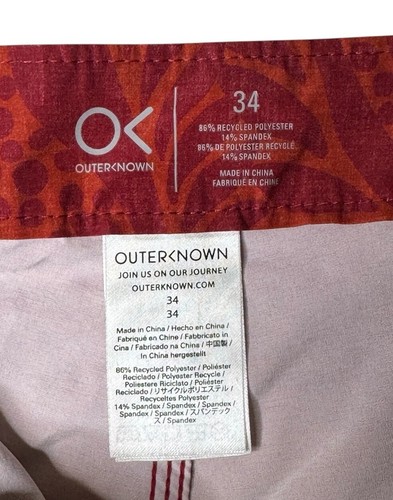 OK
OUTERKNOWN
34
86% RECYCLED POLYESTER
14% SPANDEX
86% DE POLYESTER RECYCLÉ
14% SPANDEX
MADE IN CHINA
FABRIQUÉ EN CHINE
OUTERKNOWN
JOIN US ON OUR JOURNEY
OUTERKNOWN.COM
34
34
Made in China / Hecho en China /
Fabriqué en Chine / Fabricado en
Cina / Fabricado na China / 中国製 /
In China hergestellt
86% Recycled Polyester / Poliéster
Reciclado / Polyester Recycle /
Poliestere Riciclato / Poliéster
Reciclado / リサイクルポリエステル /
Recyceltes Polyester
14% Spandex / Spandex / Spandex /
Spandex / Spandex / スパンデック
ス / Spandex